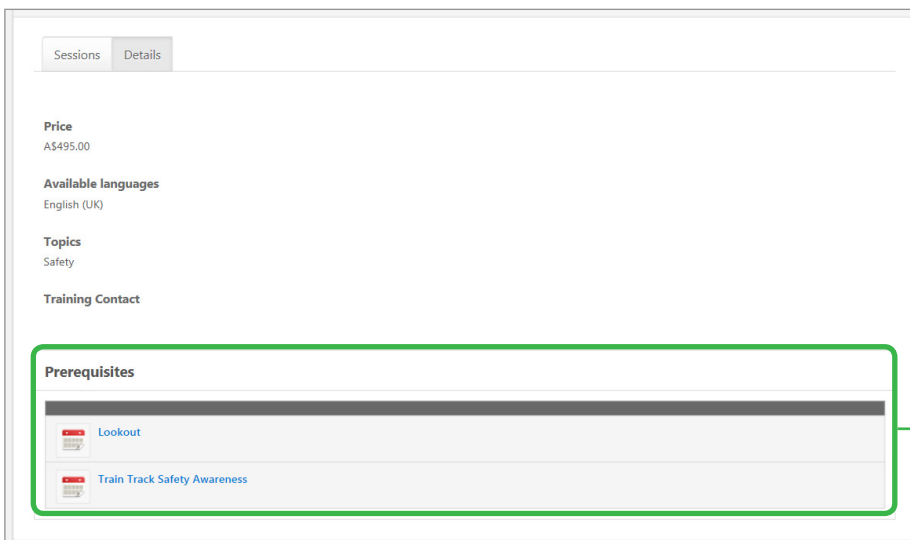 Sessions Details
Price
A$495.00
Available languages
English (UK)
Topics
Safety
Training Contact
Prerequisites
Lookout
Train Track Safety Awareness